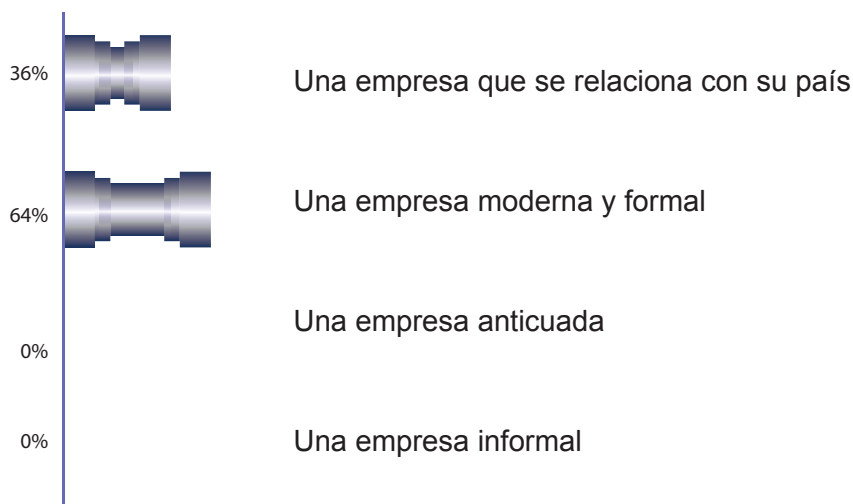 36% Una empresa que se relaciona con su país
64% Una empresa moderna y formal
0% Una empresa anticuada
0% Una empresa informal